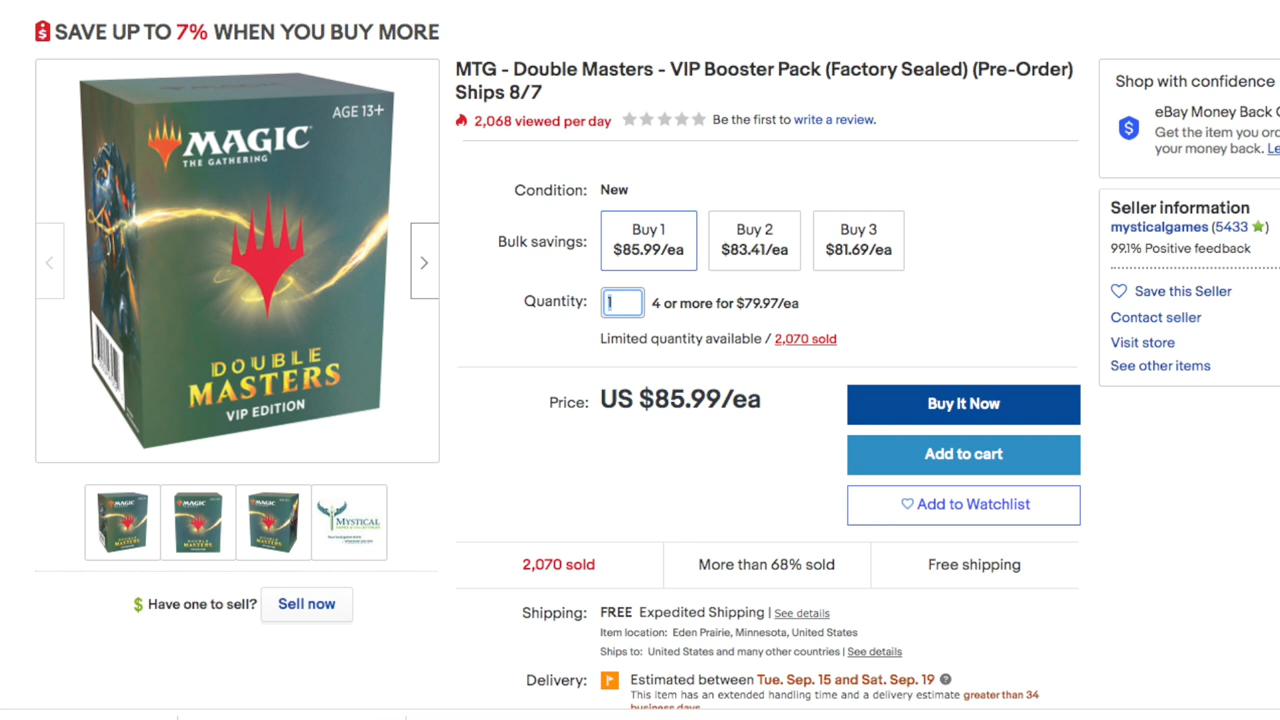 SAVE UP TO 7% WHEN YOU BUY MORE
AGE 13+
MAGIC
THE GATHERING
DOUBLE
MASTERS
VIP EDITION
MTG - Double Masters - VIP Booster Pack (Factory Sealed) (Pre-Order)
Ships 8/7
2,068 viewed per day
Be the first to write a review.
Condition: New
Bulk savings:
Buy 1
$85.99/ea
Buy 2
$83.41/ea
Buy 3
$81.69/ea
Quantity: 1 4 or more for $79.97/ea
Limited quantity available / 2,070 sold
Price: US $85.99/ea
Buy It Now
Add to cart
Add to Watchlist
2,070 sold
More than 68% sold
Free shipping
Shipping: FREE Expedited Shipping | See details
Item location: Eden Prairie, Minnesota, United States
Ships to: United States and many other countries | See details
Delivery: Estimated between Tue. Sep. 15 and Sat. Sep. 19
This item has an extended handling time and a delivery estimate greater than 34
business days
MAGIC
MAGIC
MAGIC
MYSTICAL
$ Have one to sell? Sell now
Shop with confidence
eBay Money Back
Get the item you
your money back.
Seller information
mysticalgames (5433)
99.1% Positive feedback
Save this Seller
Contact seller
Visit store
See other items